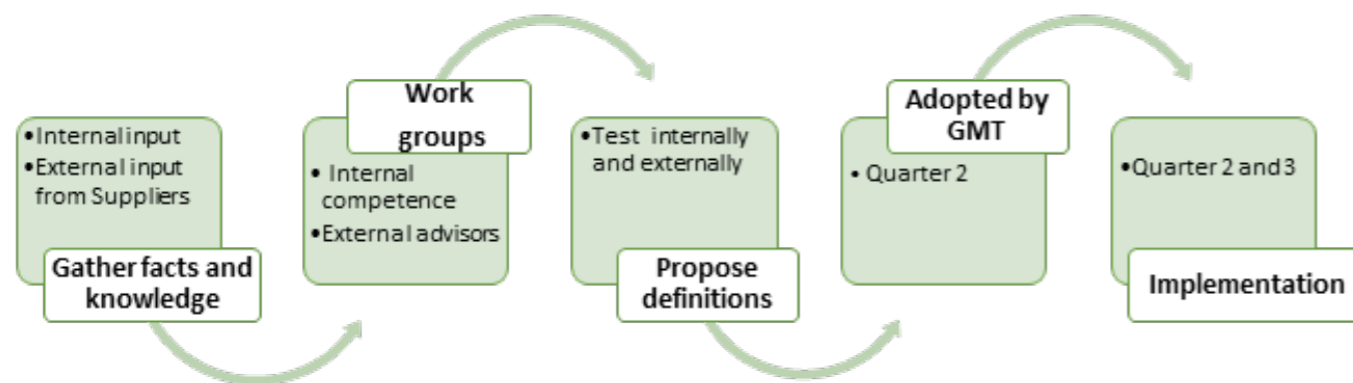 •Internal input
•External input
from Suppliers
Gather facts and
knowledge
Work
groups
• Internal
competence
•External advisors
•Test internally
and externally
Propose
definitions
Adopted by
GMT
• Quarter 2
•Quarter 2 and 3
Implementation